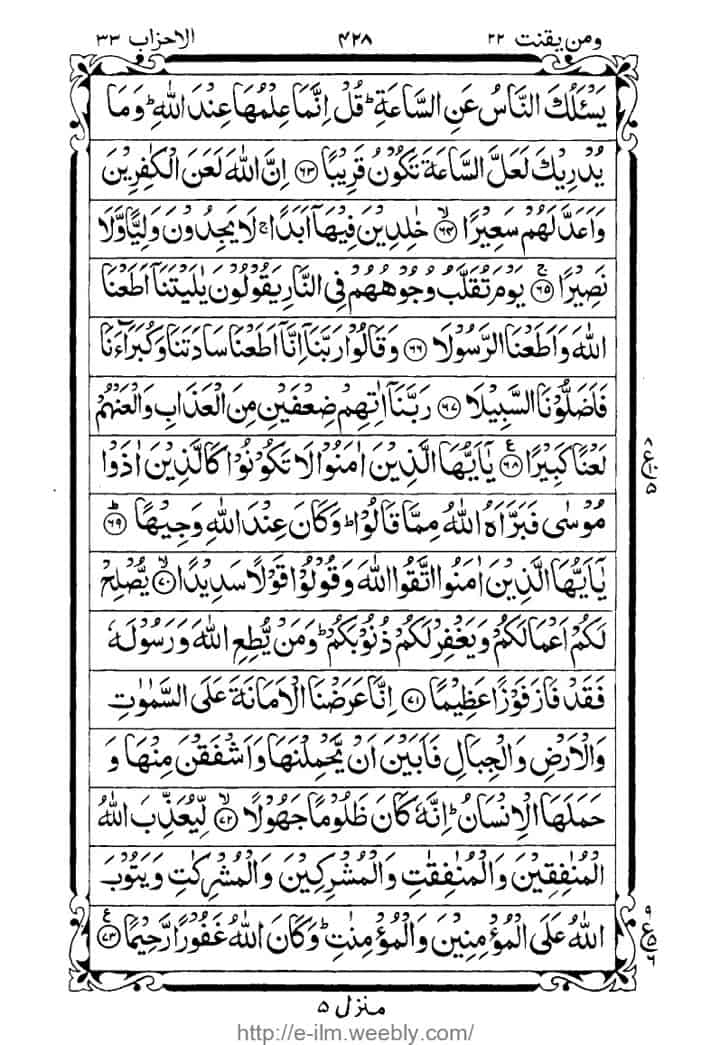 ومن يقنت ٢٢ ٤٢٨ الاحزاب ٣٣
يَسْـَٔلُكَ النَّاسُ عَنِ السَّاعَةِ ؕ قُلْ اِنَّمَا عِلْمُهَا عِنْدَ اللّٰهِ ؕ وَمَا
يُدْرِيْكَ لَعَلَّ السَّاعَةَ تَكُوْنُ قَرِيْبًا ﴿٦٣﴾ اِنَّ اللّٰهَ لَعَنَ الْكٰفِرِيْنَ
وَاَعَدَّ لَهُمْ سَعِيْرًا ۙ﴿٦٤﴾ خٰلِدِيْنَ فِيْهَاۤ اَبَدًا ۚ لَا يَجِدُوْنَ وَلِيًّا وَّلَا
نَصِيْرًا ۚ﴿٦٥﴾ يَوْمَ تُقَلَّبُ وُجُوْهُهُمْ فِي النَّارِ يَقُوْلُوْنَ يٰلَيْتَنَاۤ اَطَعْنَا
اللّٰهَ وَاَطَعْنَا الرَّسُوْلَا ﴿٦٦﴾ وَقَالُوْا رَبَّنَاۤ اِنَّاۤ اَطَعْنَا سَادَتَنَا وَكُبَرَآءَنَا
فَاَضَلُّوْنَا السَّبِيْلَا ﴿٦٧﴾ رَبَّنَاۤ اٰتِهِمْ ضِعْفَيْنِ مِنَ الْعَذَابِ وَالْعَنْهُمْ
لَعْنًا كَبِيْرًا ﴿٦٨﴾ ع يٰۤاَيُّهَا الَّذِيْنَ اٰمَنُوْا لَا تَكُوْنُوْا كَالَّذِيْنَ اٰذَوْا
مُوْسٰى فَبَرَّاَهُ اللّٰهُ مِمَّا قَالُوْا ؕ وَكَانَ عِنْدَ اللّٰهِ وَجِيْهًا ؕ﴿٦٩﴾
يٰۤاَيُّهَا الَّذِيْنَ اٰمَنُوا اتَّقُوا اللّٰهَ وَقُوْلُوْا قَوْلًا سَدِيْدًا ۙ﴿٧٠﴾ يُّصْلِحْ
لَكُمْ اَعْمَالَكُمْ وَيَغْفِرْ لَكُمْ ذُنُوْبَكُمْ ؕ وَمَنْ يُّطِعِ اللّٰهَ وَرَسُوْلَهٗ
فَقَدْ فَازَ فَوْزًا عَظِيْمًا ﴿٧١﴾ اِنَّا عَرَضْنَا الْاَمَانَةَ عَلَى السَّمٰوٰتِ
وَالْاَرْضِ وَالْجِبَالِ فَاَبَيْنَ اَنْ يَّحْمِلْنَهَا وَاَشْفَقْنَ مِنْهَا وَ
حَمَلَهَا الْاِنْسَانُ ؕ اِنَّهٗ كَانَ ظَلُوْمًا جَهُوْلًا ۙ﴿٧٢﴾ لِّيُعَذِّبَ اللّٰهُ
الْمُنٰفِقِيْنَ وَالْمُنٰفِقٰتِ وَالْمُشْرِكِيْنَ وَالْمُشْرِكٰتِ وَيَتُوْبَ
اللّٰهُ عَلَى الْمُؤْمِنِيْنَ وَالْمُؤْمِنٰتِ ؕ وَكَانَ اللّٰهُ غَفُوْرًا رَّحِيْمًا ﴿٧٣﴾ ع
٨
ع ١٠
٥
٩
ع ٥
٦
منزل ٥
http://e-ilm.weebly.com/